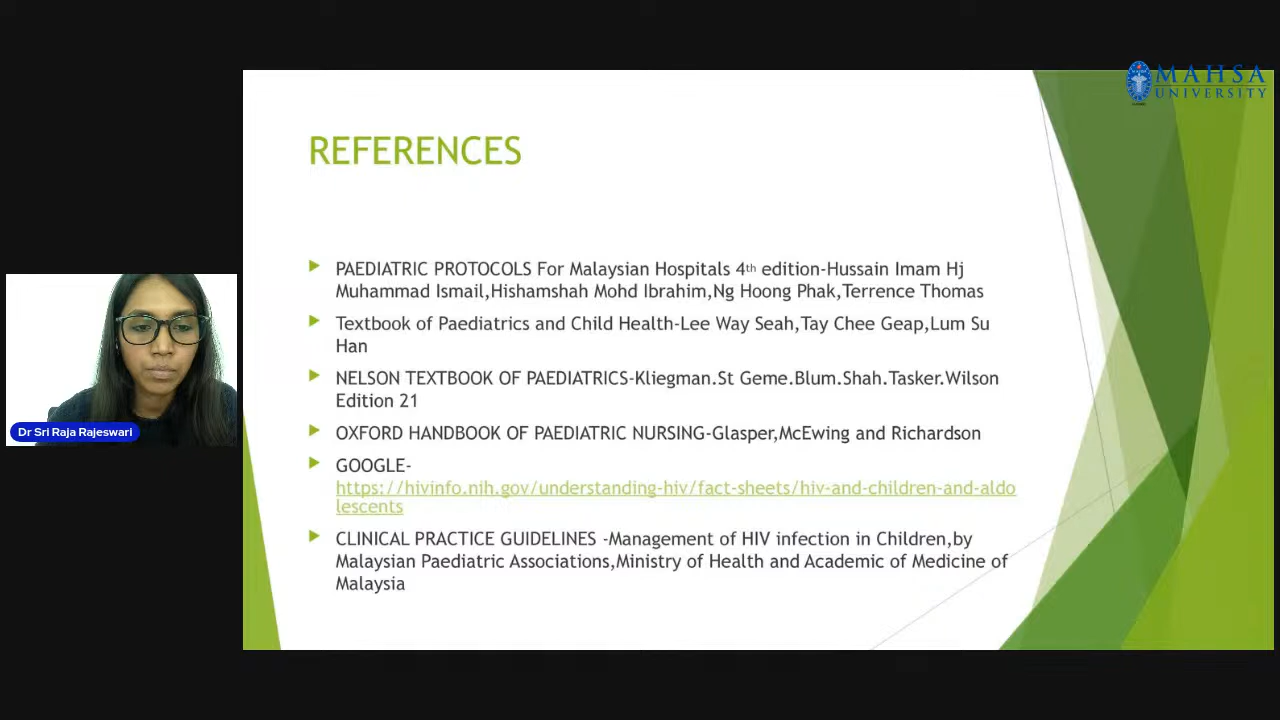 MAHSA
UNIVERSITY
REFERENCES
PAEDIATRIC PROTOCOLS For Malaysian Hospitals 4th edition-Hussain Imam Hj
Muhammad Ismail,Hishamshah Mohd Ibrahim,Ng Hoong Phak,Terrence Thomas
Textbook of Paediatrics and Child Health-Lee Way Seah,Tay Chee Geap,Lum Su
Han
NELSON TEXTBOOK OF PAEDIATRICS-Kliegman.St Geme.Blum.Shah.Tasker.Wilson
Edition 21
OXFORD HANDBOOK OF PAEDIATRIC NURSING-Glasper,McEwing and Richardson
GOOGLE-
https://hivinfo.nih.gov/understanding-hiv/fact-sheets/hiv-and-children-and-aldo
lescents
CLINICAL PRACTICE GUIDELINES -Management of HIV infection in Children,by
Malaysian Paediatric Associations,Ministry of Health and Academic of Medicine of
Malaysia
Dr Sri Raja Rajeswari